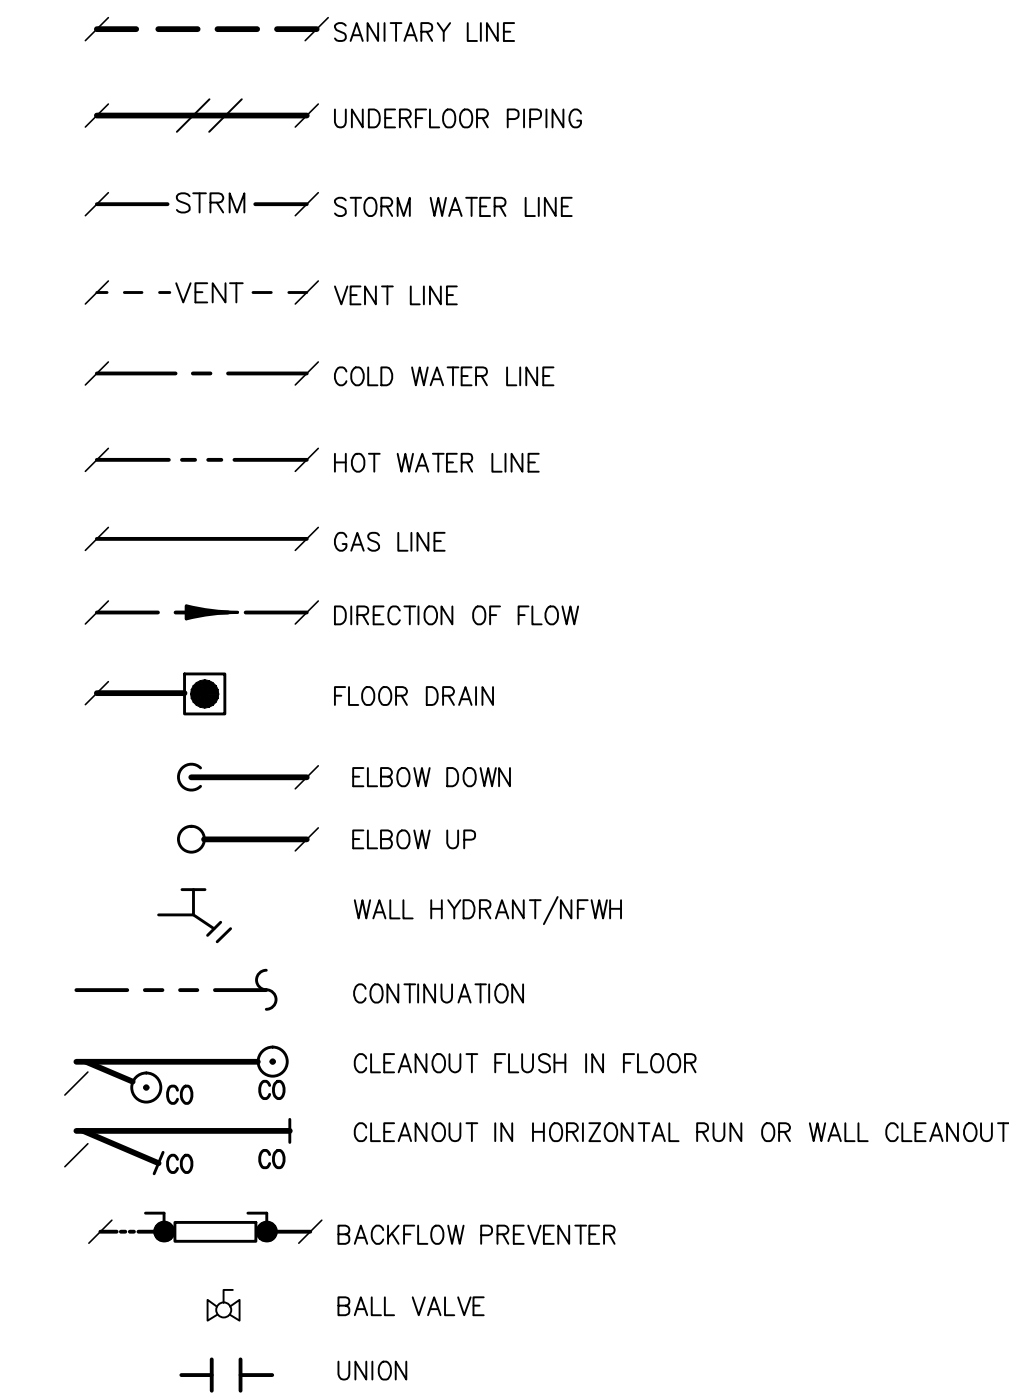 SANITARY LINE
UNDERFLOOR PIPING
STRM STORM WATER LINE
VENT VENT LINE
COLD WATER LINE
HOT WATER LINE
GAS LINE
DIRECTION OF FLOW
FLOOR DRAIN
ELBOW DOWN
ELBOW UP
WALL HYDRANT/NFWH
CONTINUATION
CLEANOUT FLUSH IN FLOOR
CO CO
CLEANOUT IN HORIZONTAL RUN OR WALL CLEANOUT
CO CO
BACKFLOW PREVENTER
BALL VALVE
UNION